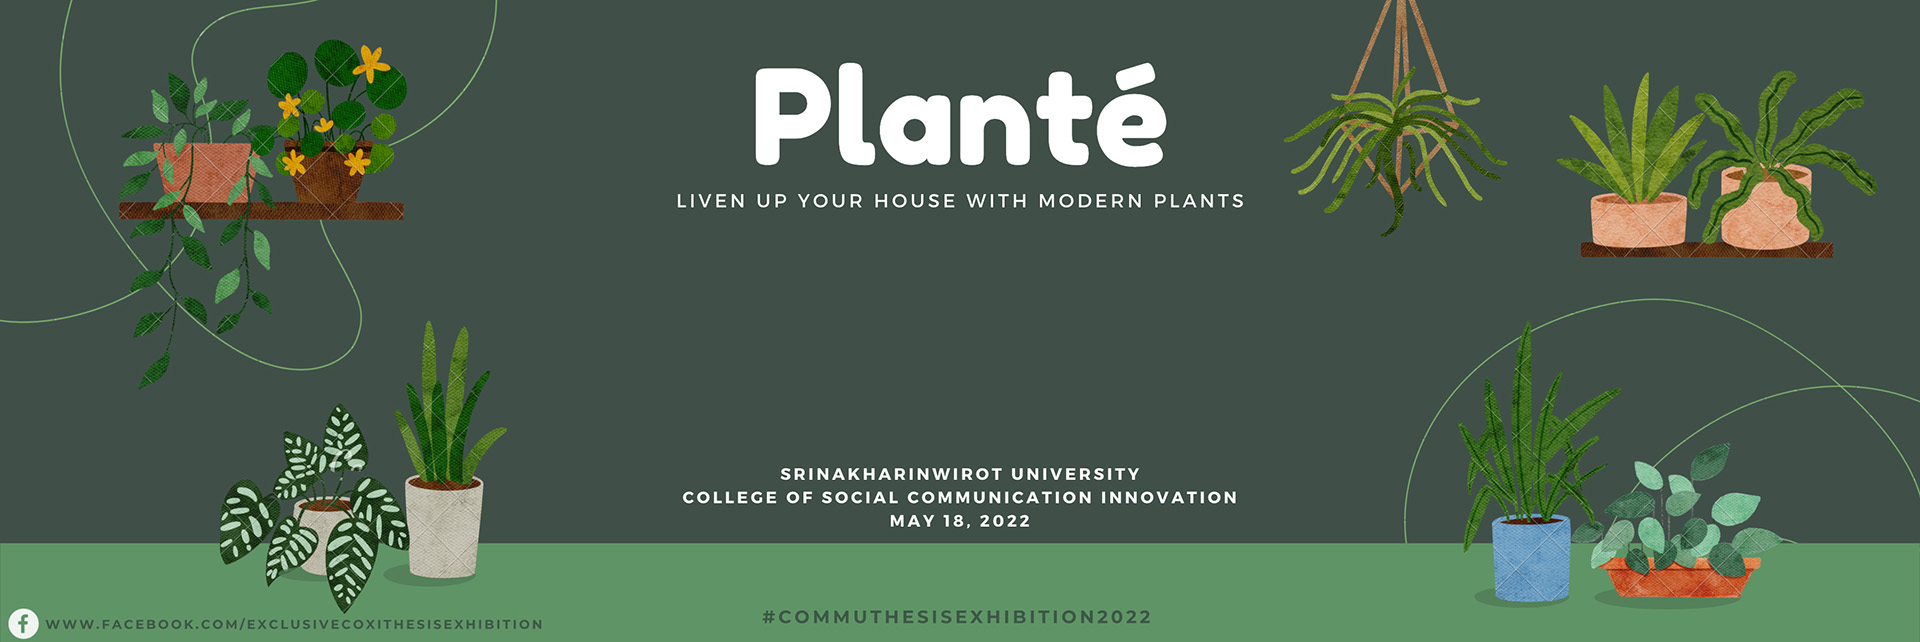 Planté
LIVEN UP YOUR HOUSE WITH MODERN PLANTS
SRINAKHARINWIROT UNIVERSITY
COLLEGE OF SOCIAL COMMUNICATION INNOVATION
MAY 18, 2022
WWW.FACEBOOK.COM/EXCLUSIVECOXITHESISEXHIBITION
#COMMUTHESISEXHIBITION2022